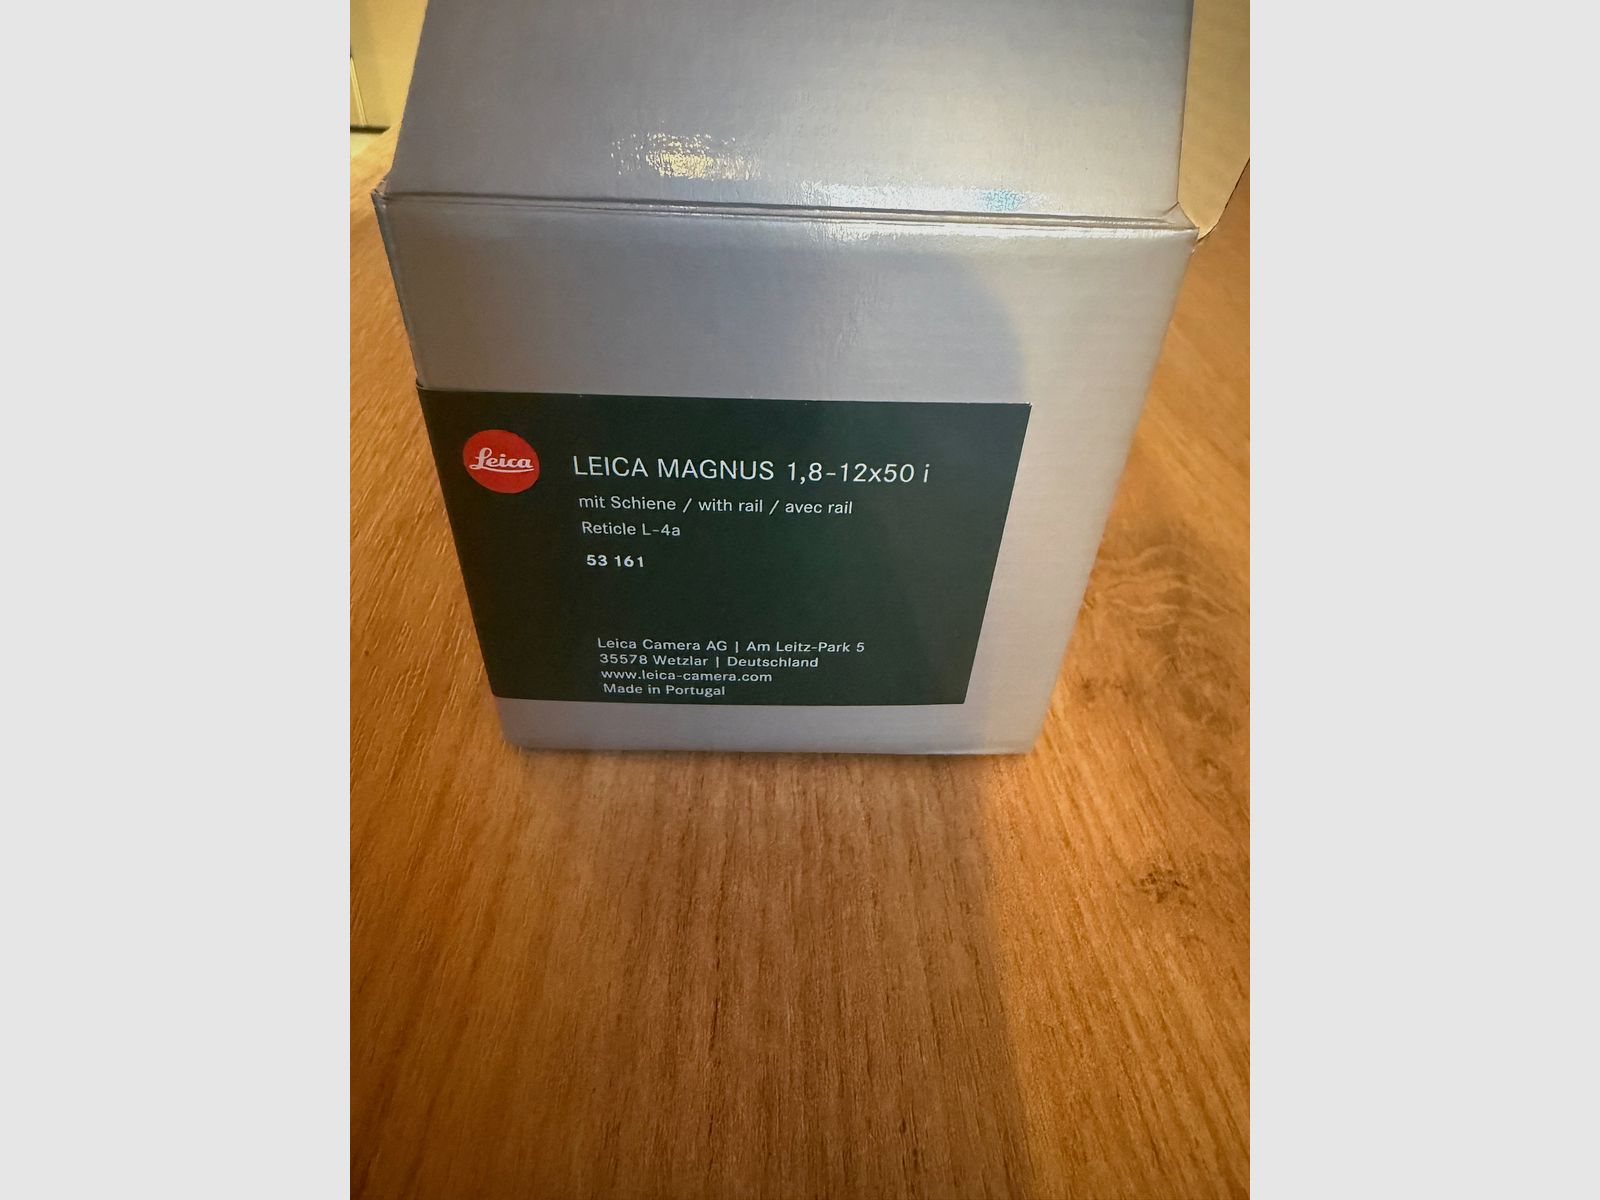 Leica
LEICA MAGNUS 1,8-12x50 i
mit Schiene / with rail / avec rail
Reticle L-4a
53 161
Leica Camera AG | Am Leitz-Park 5
35578 Wetzlar | Deutschland
www.leica-camera.com
Made in Portugal